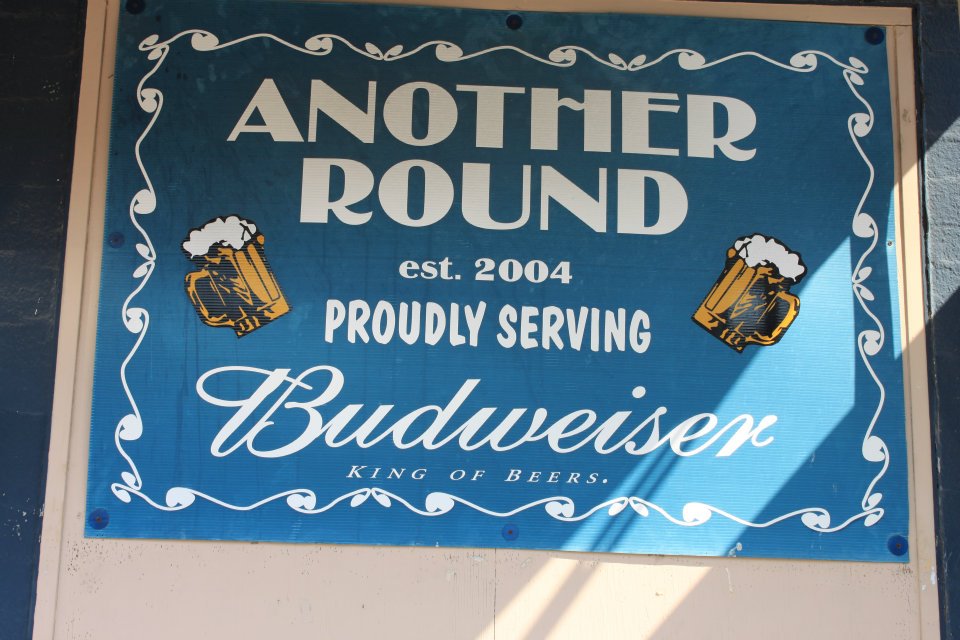 ANOTHER
ROUND
est. 2004
PROUDLY SERVING
Budweiser
KING OF BEERS.